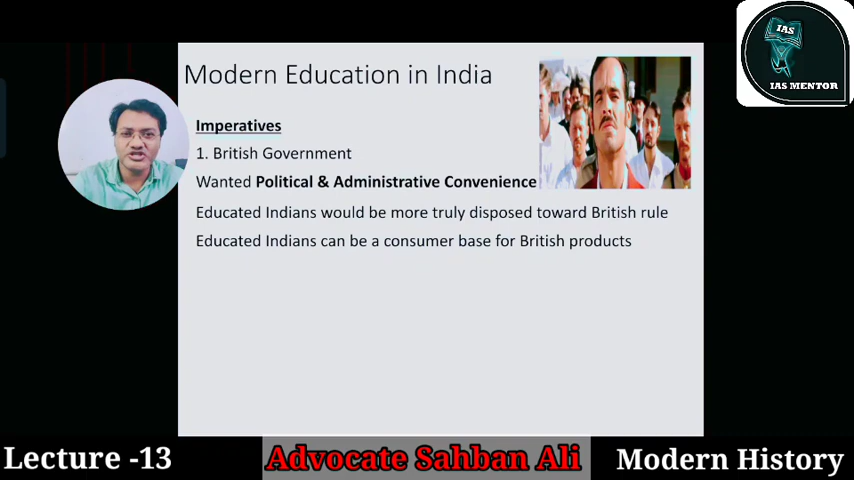 Modern Education in India
IAS
IAS MENTOR
Imperatives
1. British Government
Wanted Political & Administrative Convenience
Educated Indians would be more truly disposed toward British rule
Educated Indians can be a consumer base for British products
Lecture -13
Advocate Sahban Ali
Modern History